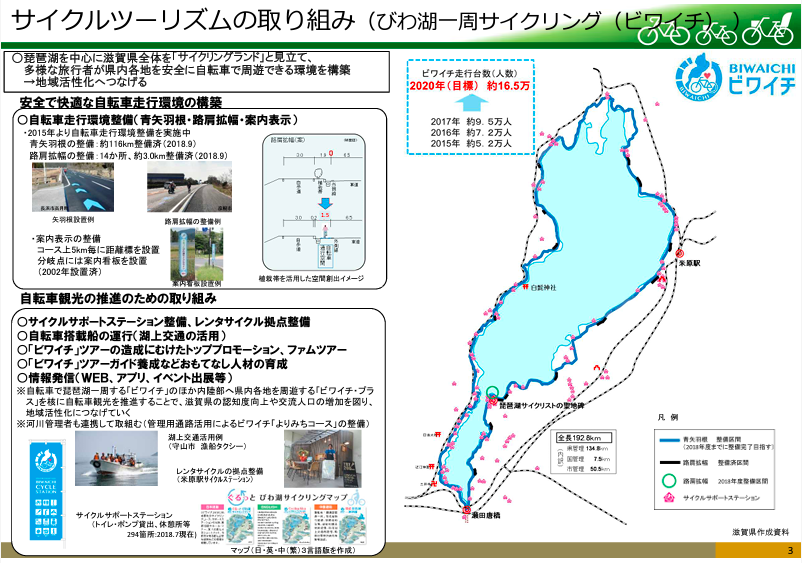 サイクルツーリズムの取り組み（びわ湖一周サイクリング（ビワイチ））
○琵琶湖を中心に滋賀県全体を「サイクリングランド」と見立て、
多様な旅行者が県内各地を安全に自転車で周遊できる環境を構築
→地域活性化へつなげる
安全で快適な自転車走行環境の構築
○自転車走行環境整備（青矢羽根・路肩拡幅・案内表示）
・2015年より自転車走行環境整備を実施中
青矢羽根の整備：約116km整備済（2018.9）
路肩拡幅の整備：14か所、約3.0km整備済（2018.9）
矢羽根設置例
路肩拡幅の整備例
・案内表示の整備
コース上5km毎に距離標を設置
分岐点には案内看板を設置
（2002年設置済）
案内看板設置例
路肩拡幅（案）
1.5
植栽帯を活用した空間創出イメージ
自転車観光の推進のための取り組み
○サイクルサポートステーション整備、レンタサイクル拠点整備
○自転車搭載船の運行（湖上交通の活用）
○「ビワイチ」ツアーの造成にむけたトッププロモーション、ファムツアー
○「ビワイチ」ツアーガイド養成などおもてなし人材の育成
○情報発信（WEB、アプリ、イベント出展等）
※自転車で琵琶湖一周する「ビワイチ」のほか内陸部へ県内各地を周遊する「ビワイチ・プラ
ス」を核に自転車観光を推進することで、滋賀県の認知度向上や交流人口の増加を図り、
地域活性化につなげていく
※河川管理者も連携して取組む（管理用通路活用によるビワイチ「よりみちコース」の整備）
BIWAICHI
CYCLE
STATION
湖上交通活用例
（守山市 漁船タクシー）
レンタサイクルの拠点整備
（米原駅サイクルステーション）
サイクルサポートステーション
（トイレ・ポンプ貸出、休憩所等
294箇所:2018.7現在）
ぐるっとびわ湖サイクリングマップ
マップ（日・英・中（繁）3言語版を作成）
ビワイチ走行台数（人数）
2020年（目標） 約16.5万
2017年 約9.5万人
2016年 約7.2万人
2015年 約5.2万人
BIWAICHI
ビワイチ
米原駅
白鬚神社
琵琶湖サイクリストの聖地碑
瀬田唐橋
全長192.8km
（内訳）
県管理 134.8km
国管理 7.5km
市管理 50.5km
凡 例
青矢羽根 整備区間
（2018年度までに整備完了目指す）
路肩拡幅 整備済区間
路肩拡幅 2018年度整備区間
サイクルサポートステーション
滋賀県作成資料
3